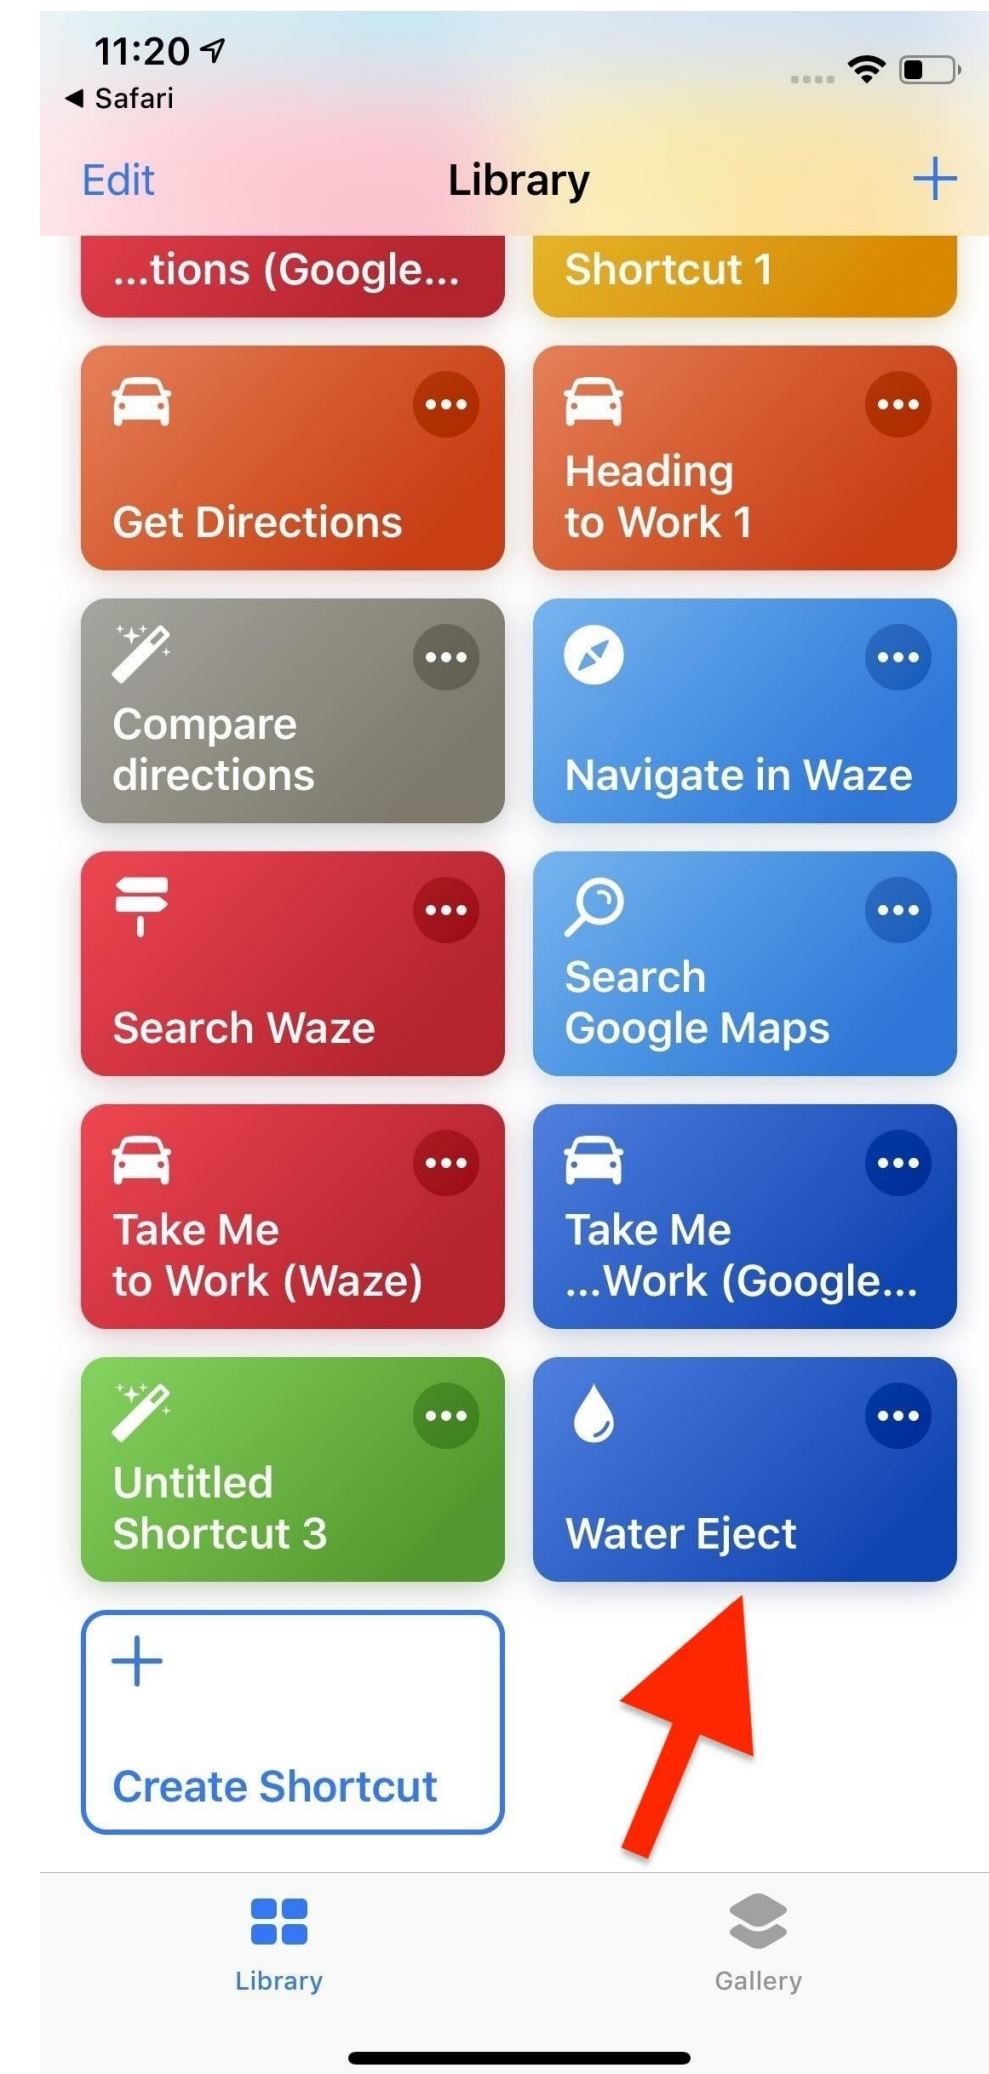 11:20
Safari
Edit
Library
...tions (Google...
Shortcut 1
Get Directions
Heading
to Work 1
Compare
directions
Navigate in Waze
Search Waze
Search
Google Maps
Take Me
to Work (Waze)
Take Me
...Work (Google...
Untitled
Shortcut 3
Water Eject
Create Shortcut
Library
Gallery